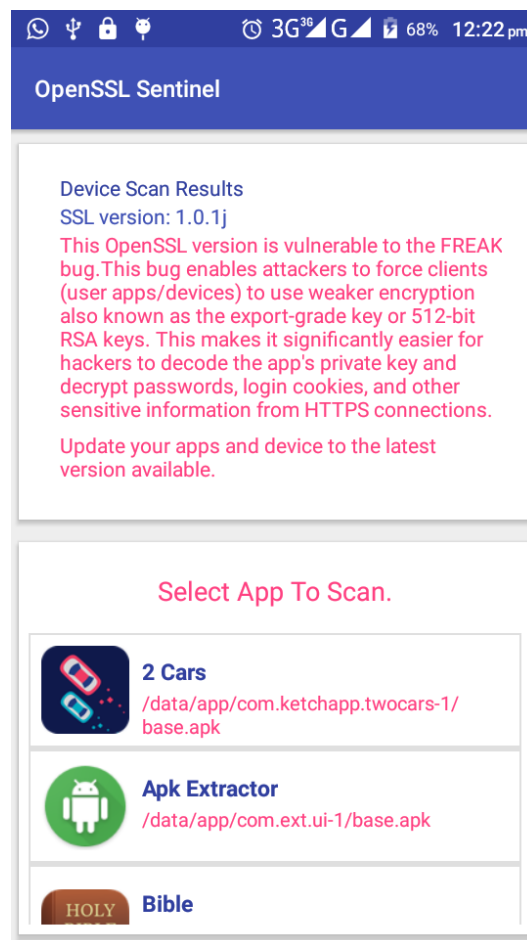 3G 3G G 68% 12:22 pm
OpenSSL Sentinel
Device Scan Results
SSL version: 1.0.1j
This OpenSSL version is vulnerable to the FREAK
bug.This bug enables attackers to force clients
(user apps/devices) to use weaker encryption
also known as the export-grade key or 512-bit
RSA keys. This makes it significantly easier for
hackers to decode the app's private key and
decrypt passwords, login cookies, and other
sensitive information from HTTPS connections.
Update your apps and device to the latest
version available.
Select App To Scan.
2 Cars
/data/app/com.ketchapp.twocars-1/
base.apk
Apk Extractor
/data/app/com.ext.ui-1/base.apk
Bible
HOLY